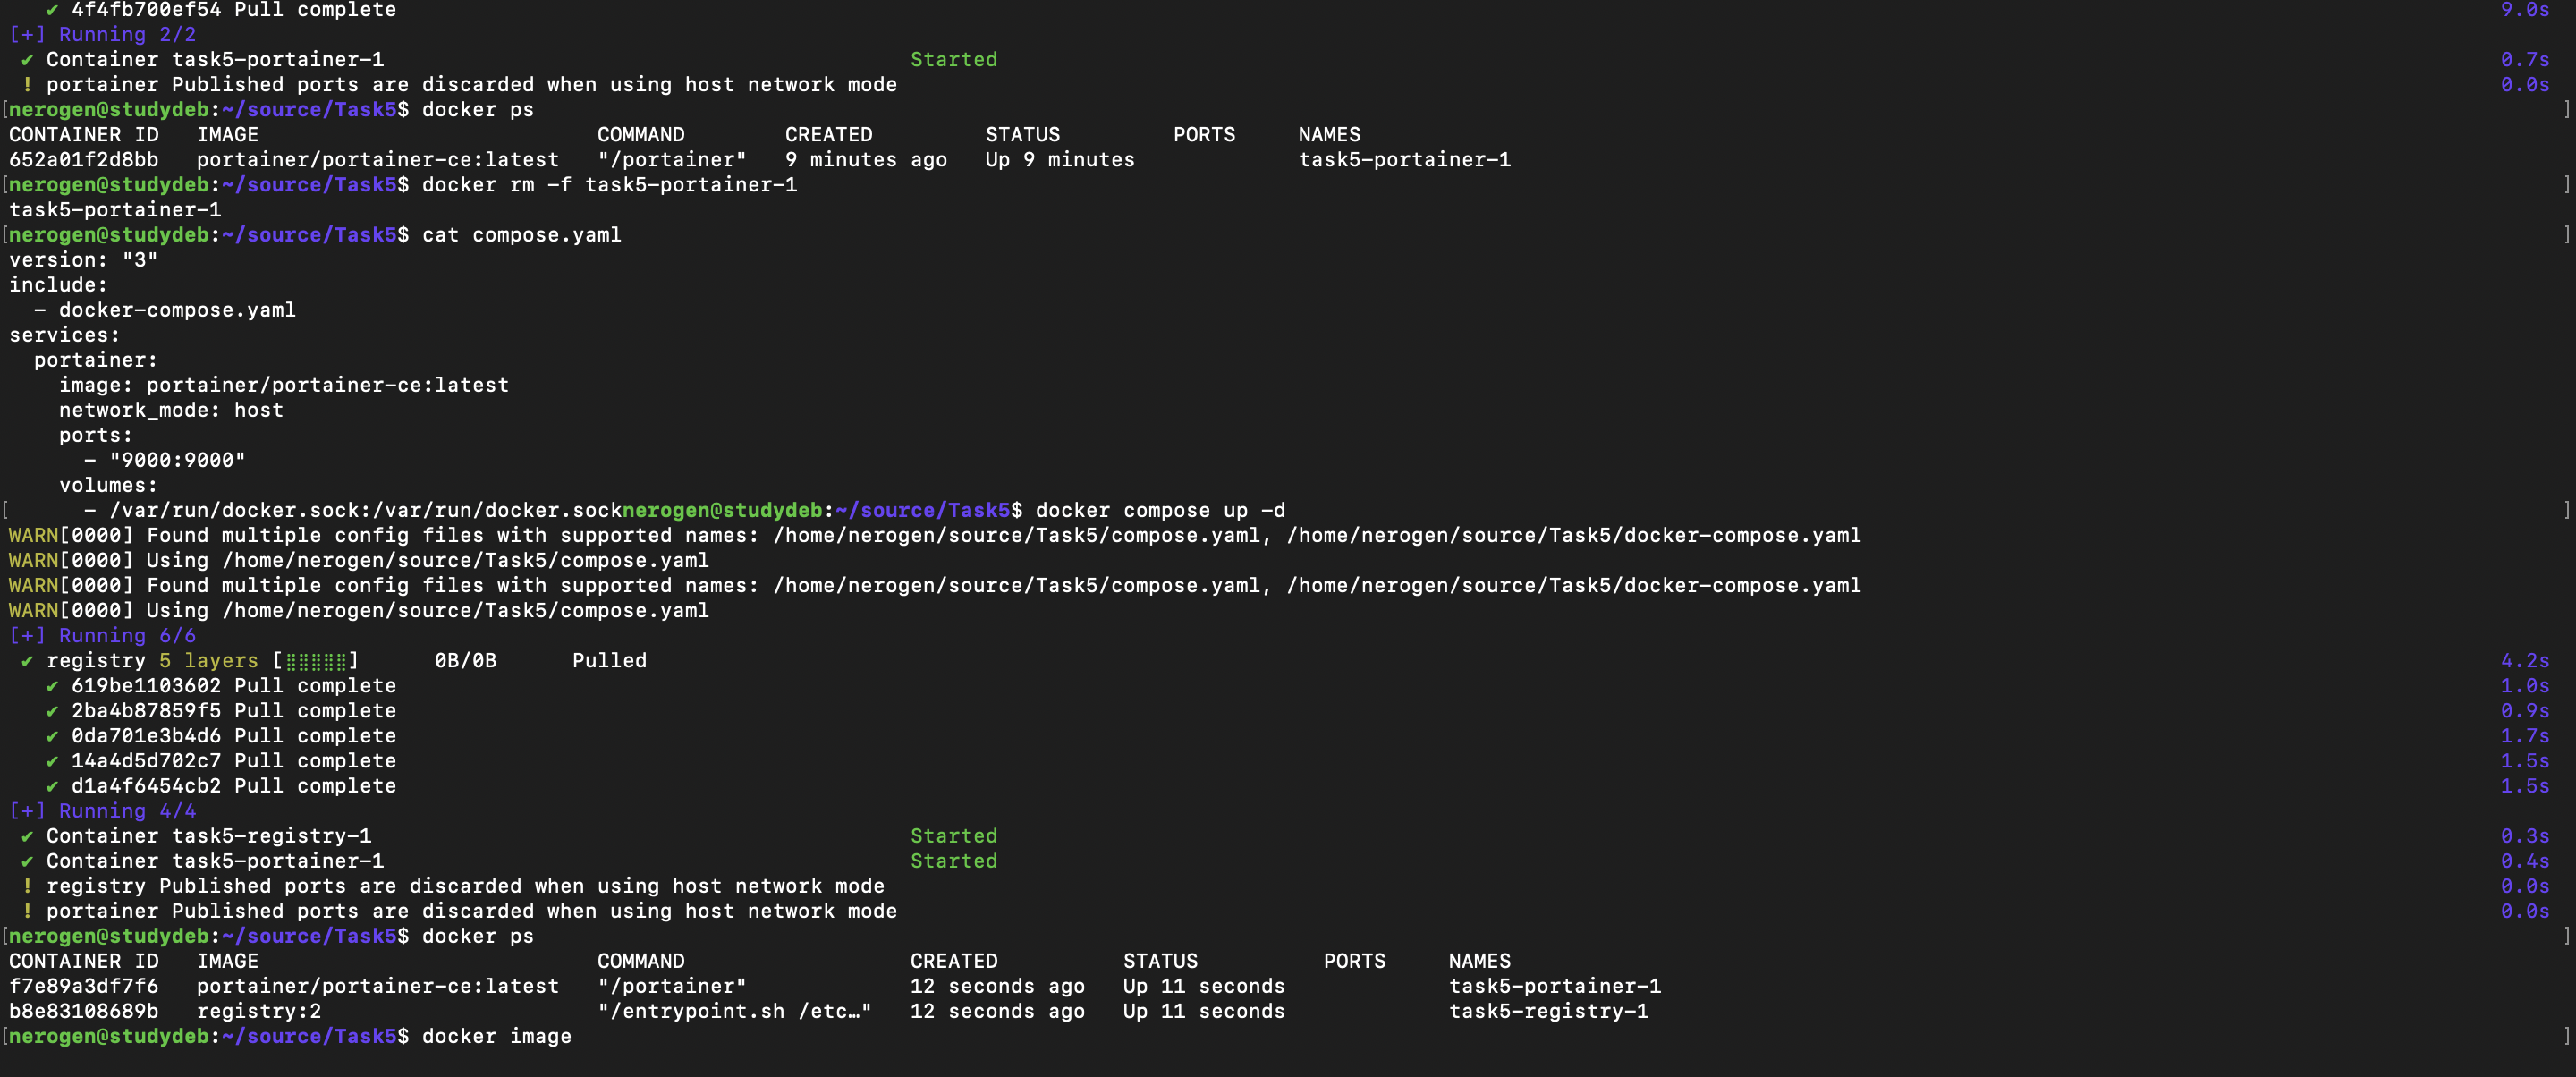 ✔ 4f4fb700ef54 Pull complete 9.0s
[+] Running 2/2
✔ Container task5-portainer-1 Started 0.7s
! portainer Published ports are discarded when using host network mode 0.0s
[nerogen@studydeb:~/source/Task5$ docker ps ]
CONTAINER ID IMAGE COMMAND CREATED STATUS PORTS NAMES
652a01f2d8bb portainer/portainer-ce:latest "/portainer" 9 minutes ago Up 9 minutes task5-portainer-1
[nerogen@studydeb:~/source/Task5$ docker rm -f task5-portainer-1 ]
task5-portainer-1
[nerogen@studydeb:~/source/Task5$ cat compose.yaml ]
version: "3"
include:
  - docker-compose.yaml
services:
  portainer:
    image: portainer/portainer-ce:latest
    network_mode: host
    ports:
      - "9000:9000"
    volumes:
[      - /var/run/docker.sock:/var/run/docker.socknerogen@studydeb:~/source/Task5$ docker compose up -d ]
WARN[0000] Found multiple config files with supported names: /home/nerogen/source/Task5/compose.yaml, /home/nerogen/source/Task5/docker-compose.yaml
WARN[0000] Using /home/nerogen/source/Task5/compose.yaml
WARN[0000] Found multiple config files with supported names: /home/nerogen/source/Task5/compose.yaml, /home/nerogen/source/Task5/docker-compose.yaml
WARN[0000] Using /home/nerogen/source/Task5/compose.yaml
[+] Running 6/6
✔ registry 5 layers [⣿⣿⣿⣿⣿] 0B/0B Pulled 4.2s
✔ 619be1103602 Pull complete 1.0s
✔ 2ba4b87859f5 Pull complete 0.9s
✔ 0da701e3b4d6 Pull complete 1.7s
✔ 14a4d5d702c7 Pull complete 1.5s
✔ d1a4f6454cb2 Pull complete 1.5s
[+] Running 4/4
✔ Container task5-registry-1 Started 0.3s
✔ Container task5-portainer-1 Started 0.4s
! registry Published ports are discarded when using host network mode 0.0s
! portainer Published ports are discarded when using host network mode 0.0s
[nerogen@studydeb:~/source/Task5$ docker ps ]
CONTAINER ID IMAGE COMMAND CREATED STATUS PORTS NAMES
f7e89a3df7f6 portainer/portainer-ce:latest "/portainer" 12 seconds ago Up 11 seconds task5-portainer-1
b8e83108689b registry:2 "/entrypoint.sh /etc…" 12 seconds ago Up 11 seconds task5-registry-1
[nerogen@studydeb:~/source/Task5$ docker image ]